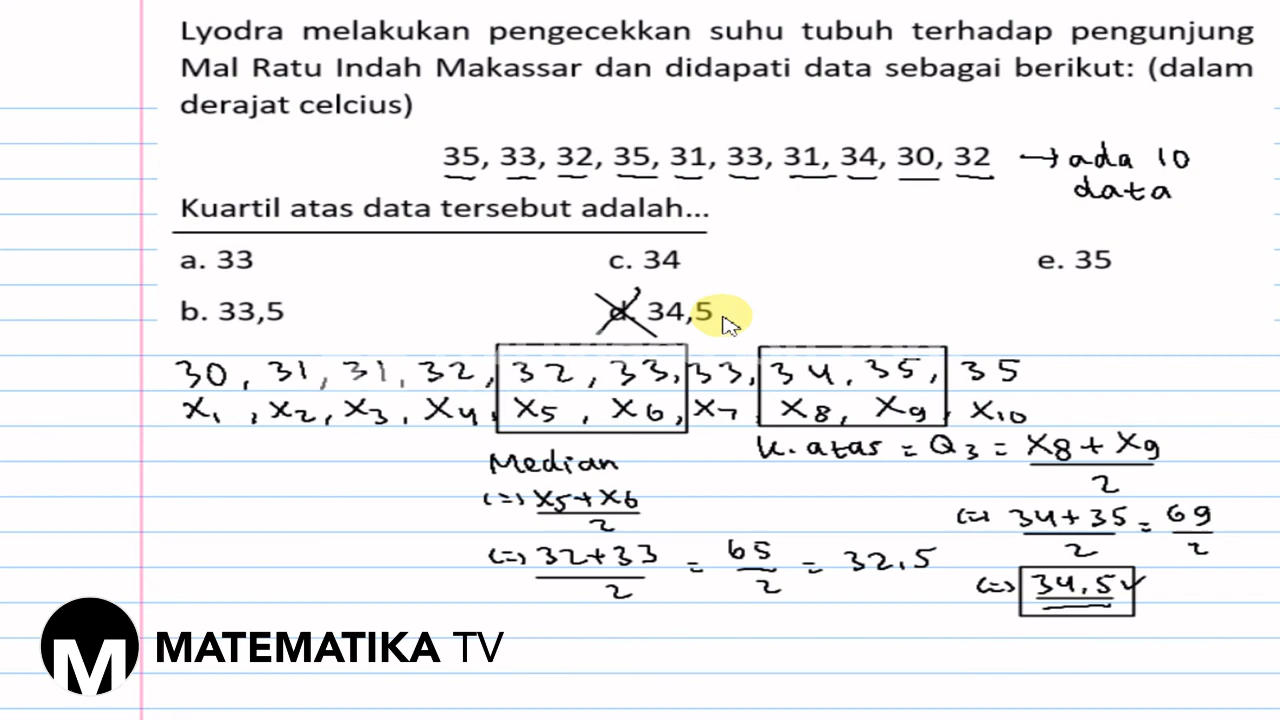 Lyodra melakukan pengecekkan suhu tubuh terhadap pengunjung
Mal Ratu Indah Makassar dan didapati data sebagai berikut: (dalam
derajat celcius)
35, 33, 32, 35, 31, 33, 31, 34, 30, 32 → ada 10
data
Kuartil atas data tersebut adalah...
a. 33 c. 34 e. 35
b. 33,5 d. 34,5
30, 31, 31, 32, 32, 33, 33, 34, 35, 35
X1, X2, X3, X4, X5, X6, X7, X8, X9, X10
Median
(=) X5+X6/2
(=) 32+33/2 = 65/2 = 32,5
K. atas = Q3 = X8+X9/2
(=) 34+35/2 = 69/2
(=) 34,5 ✓
M MATEMATIKA TV